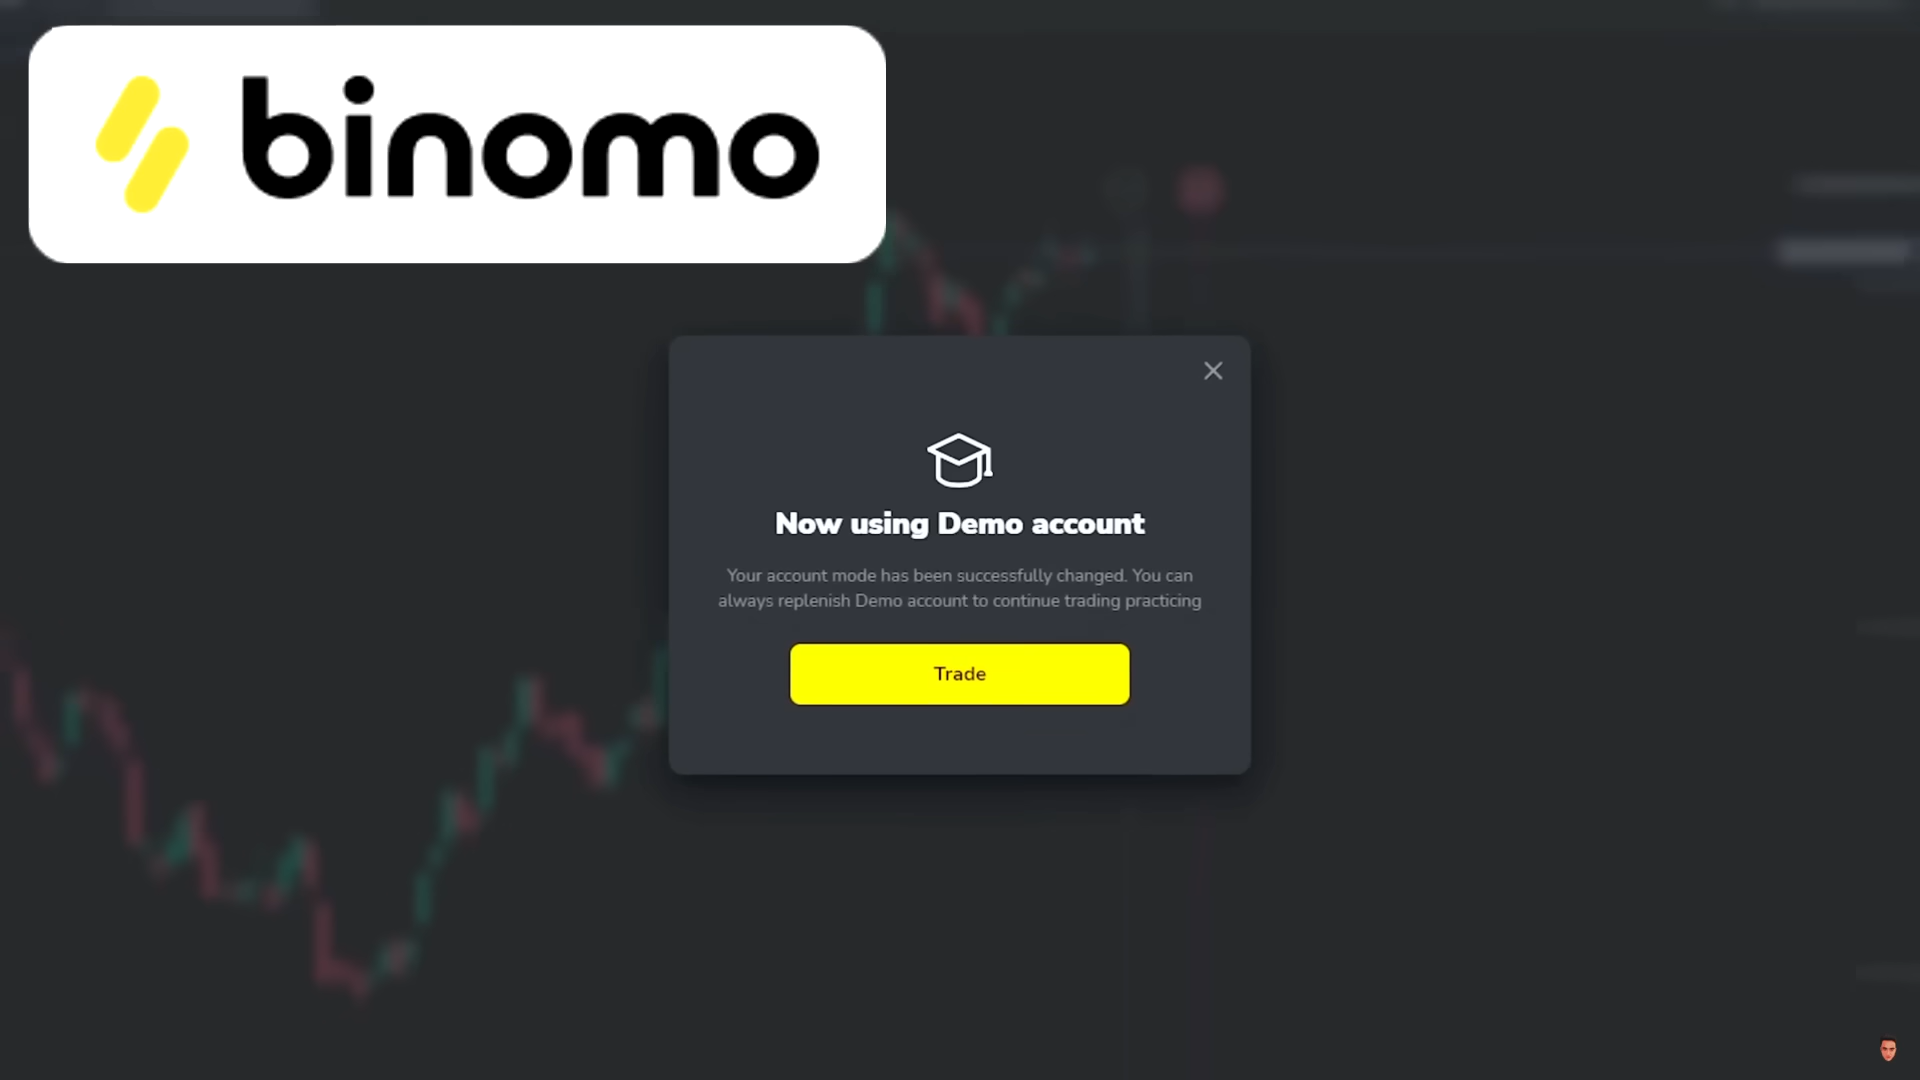 binomo
Now using Demo account
Your account mode has been successfully changed. You can
always replenish Demo account to continue trading practicing
Trade